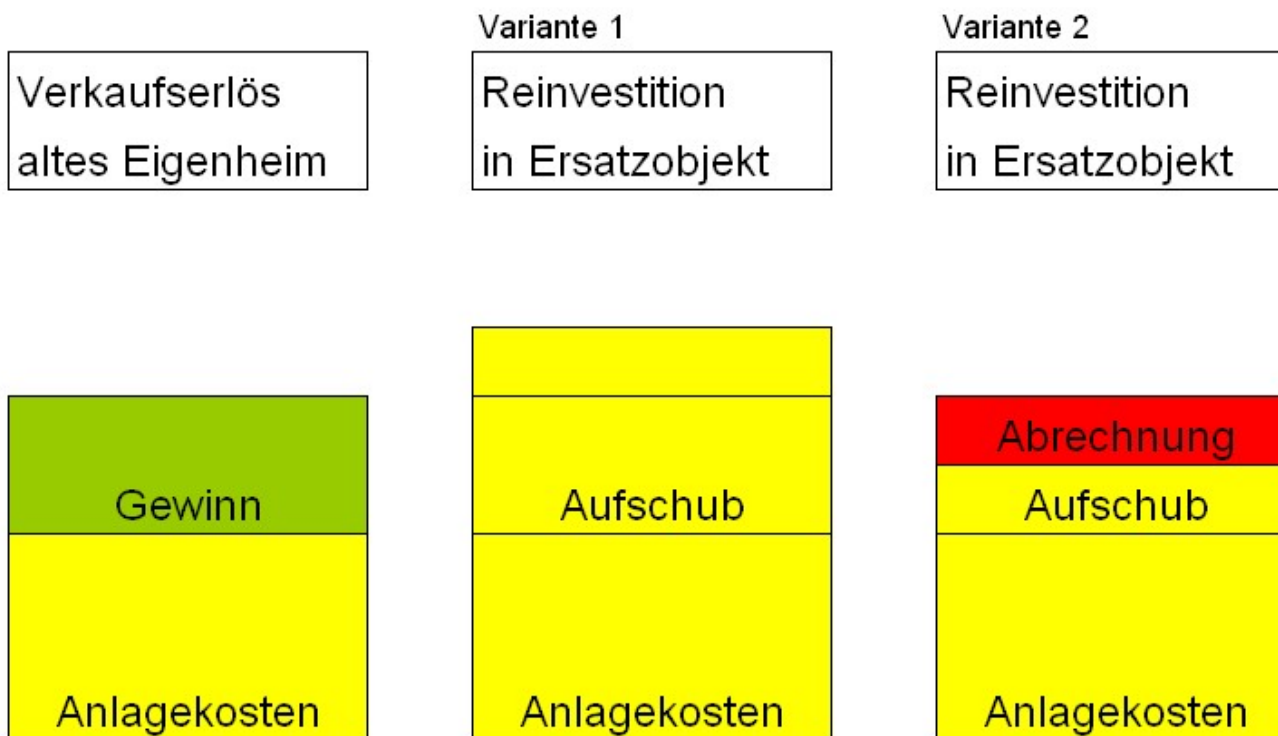 Variante 1
Variante 2
Verkaufserlös
altes Eigenheim
Reinvestition
in Ersatzobjekt
Reinvestition
in Ersatzobjekt
Gewinn
Anlagekosten
Aufschub
Anlagekosten
Abrechnung
Aufschub
Anlagekosten